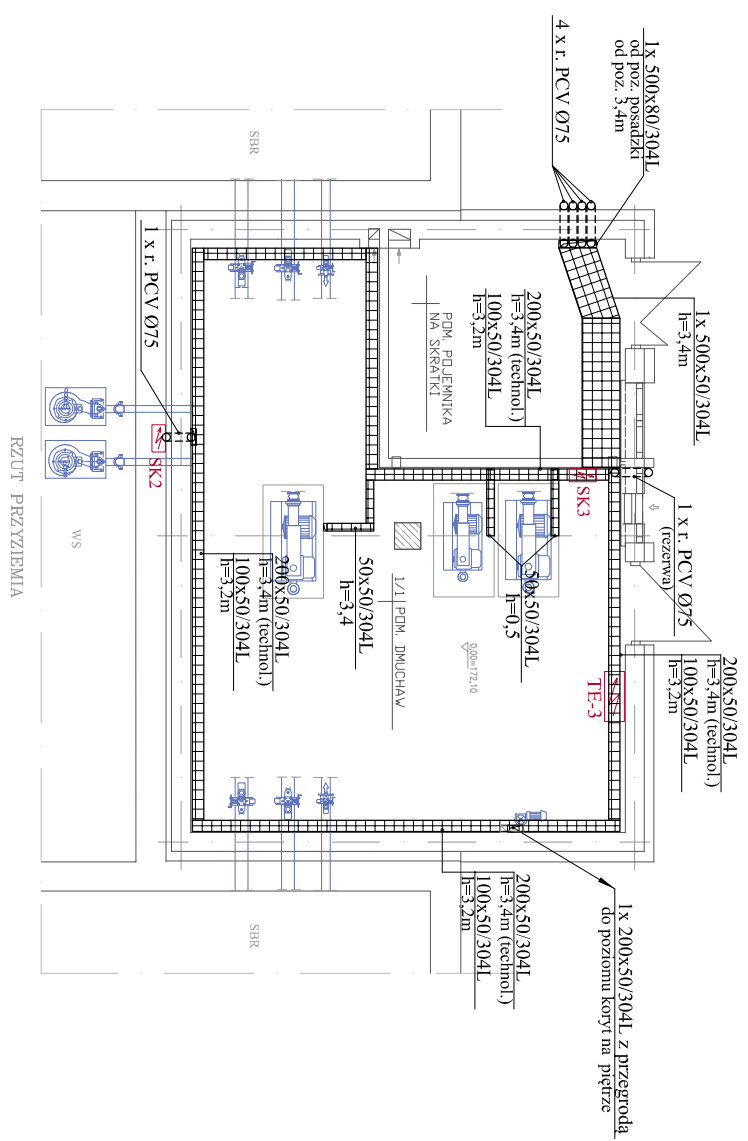 4 x r. PCV Ø75
1x 500x80/304L
od poz. posadzki
od poz. 3,4m
1x 500x50/304L
h=3,4m
1 x r. PCV Ø75
(rezerwa)
200x50/304L
h=3,4m (technol.)
100x50/304L
h=3,2m
SBR
1 x r. PCV Ø75
POM. POJEMNIKA
NA SKRATKI
200x50/304L
h=3,4m (technol.)
100x50/304L
h=3,2m
SK3
SK2
TE-3
50x50/304L
h=0,5
50x50/304L
h=3,4
200x50/304L
h=3,4m (technol.)
100x50/304L
h=3,2m
1/1 POM. DMUCHAW
0,00=172,10
WS
RZUT PRZYZIEMIA
200x50/304L
h=3,4m (technol.)
100x50/304L
h=3,2m
1x 200x50/304L z przegrodą
do poziomu koryt na piętrze
SBR